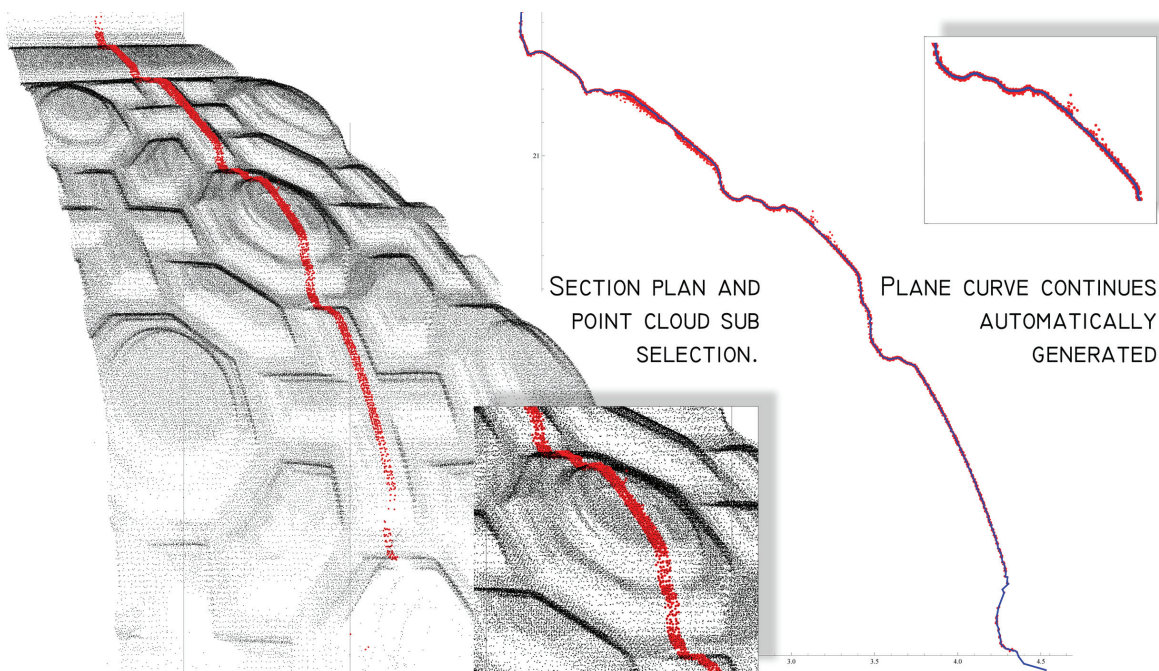 21
SECTION PLAN AND
POINT CLOUD SUB
SELECTION.
PLANE CURVE CONTINUES
AUTOMATICALLY
GENERATED
3.0
3.5
4.0
4.5